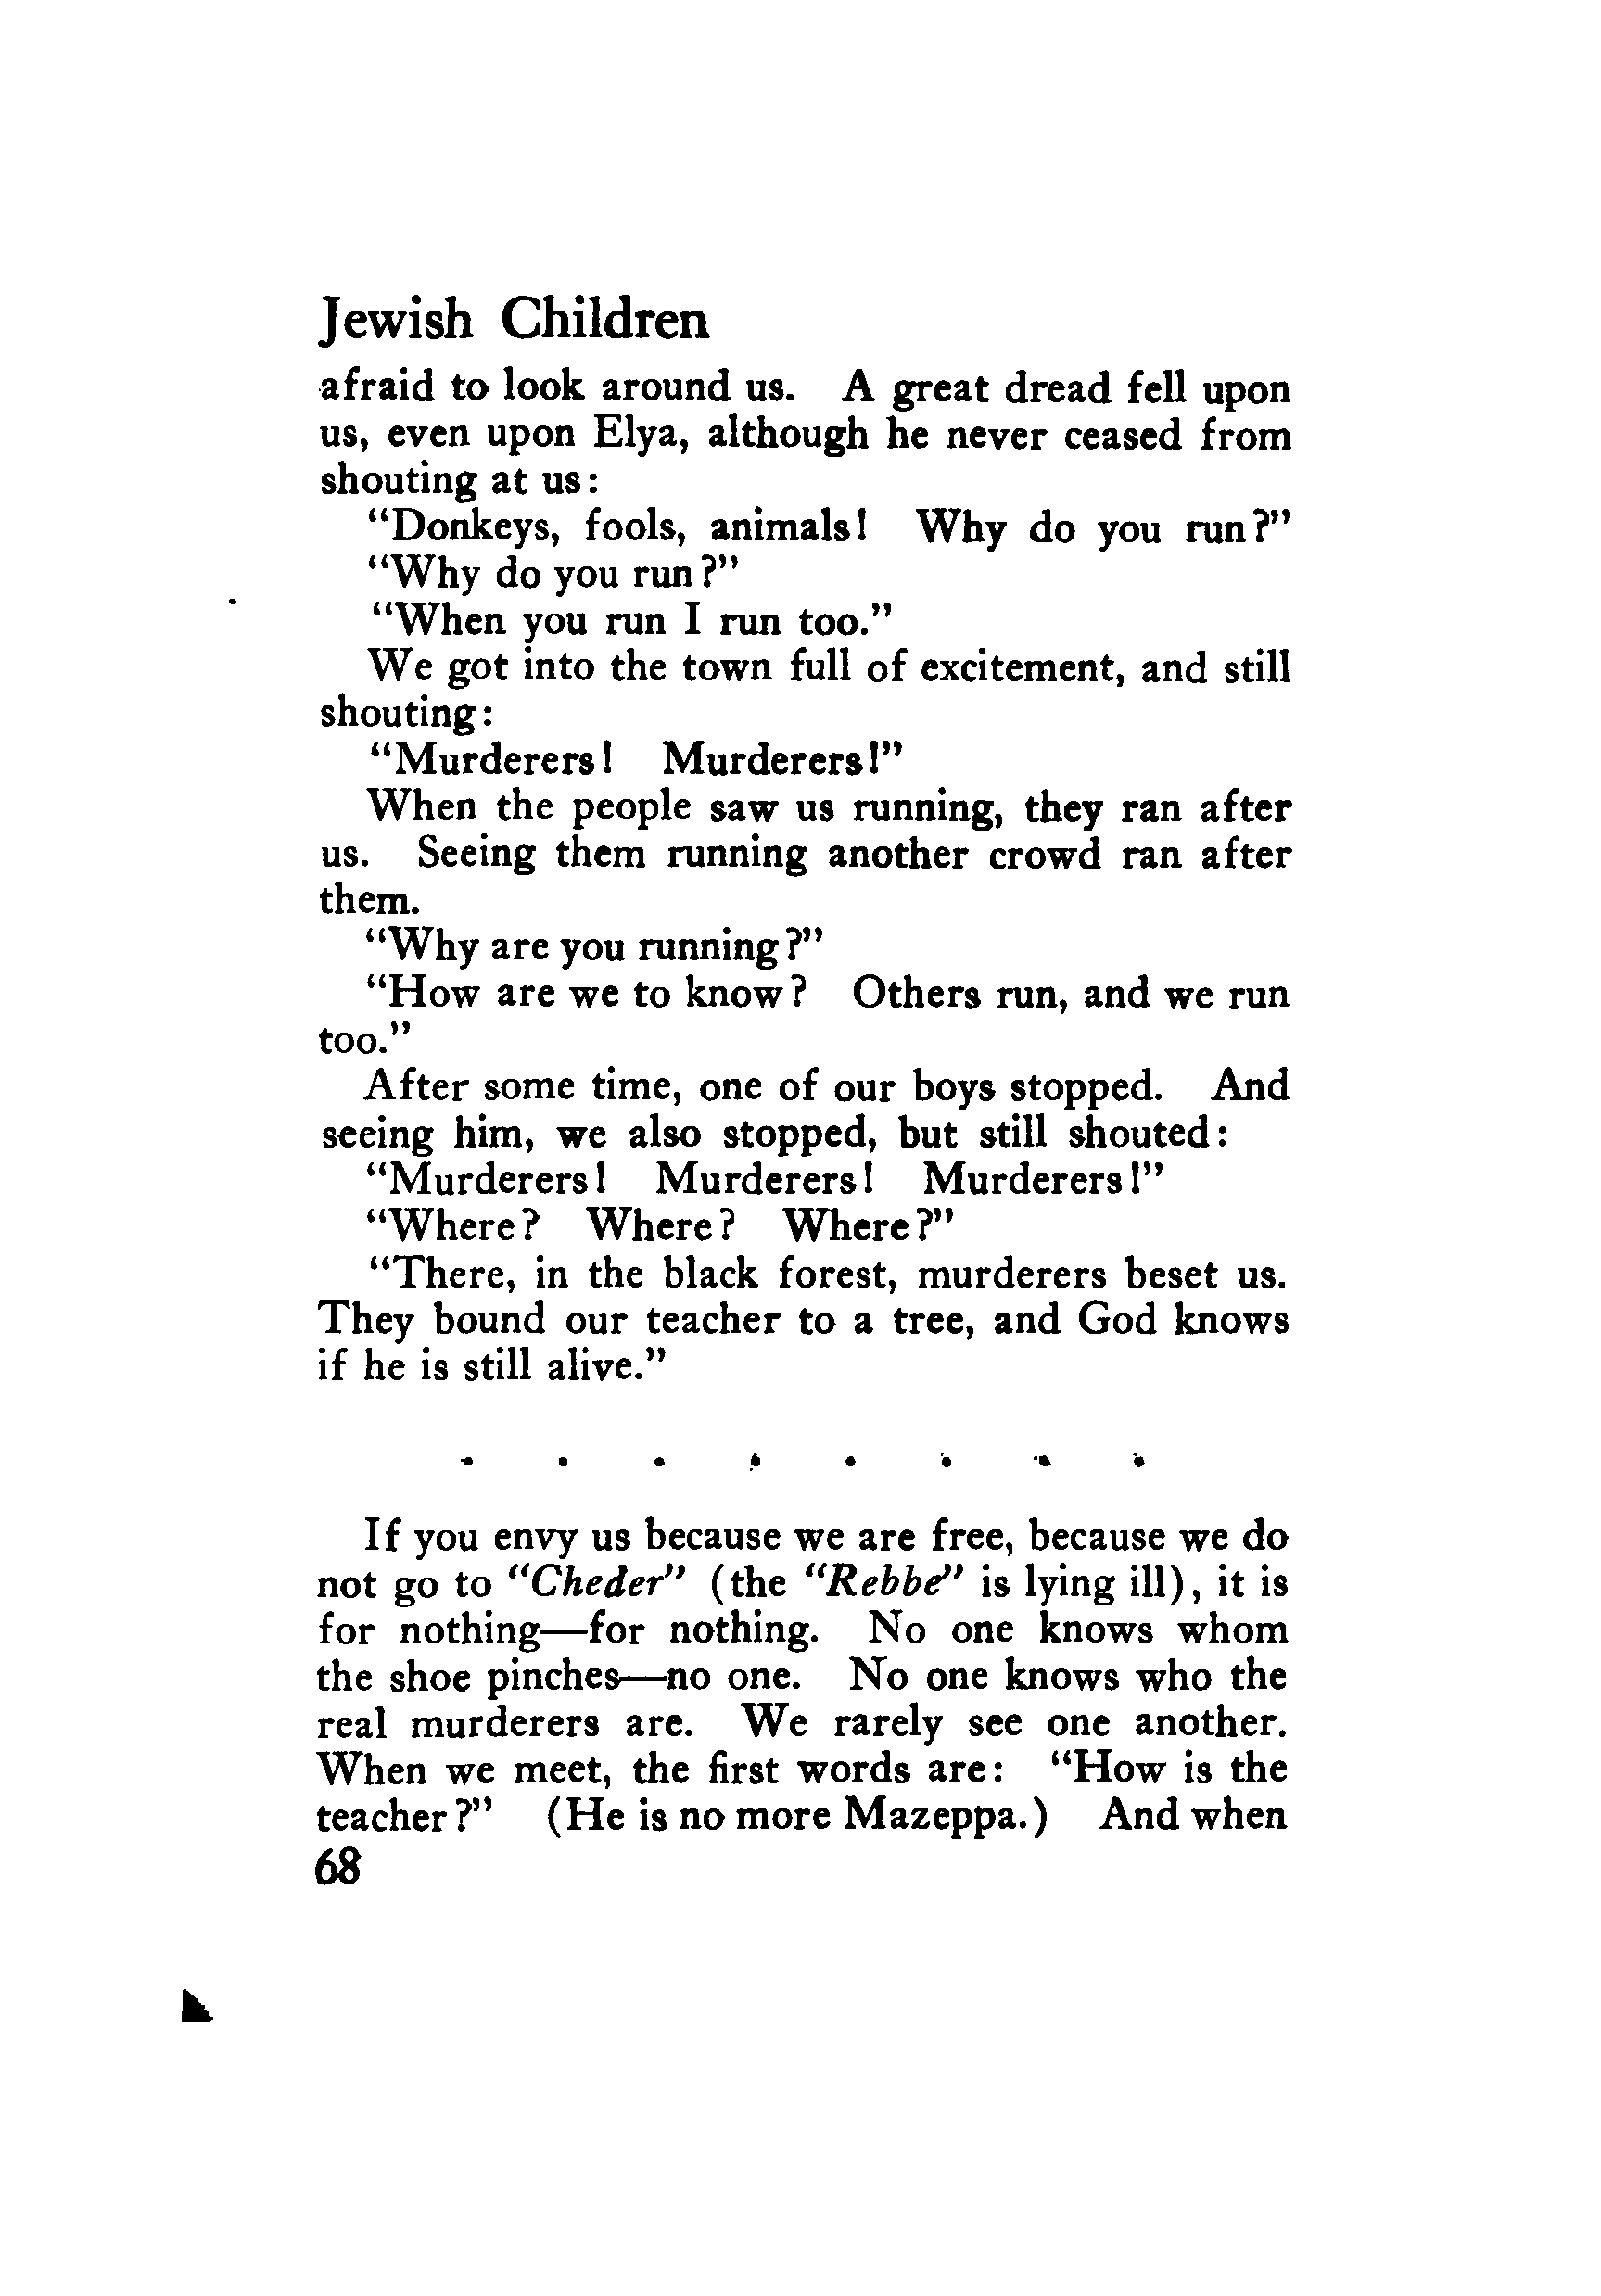 Jewish Children
afraid to look around us. A great dread fell upon
us, even upon Elya, although he never ceased from
shouting at us:
“Donkeys, fools, animals! Why do you run?”
“Why do you run?”
“When you run I run too.”
We got into the town full of excitement, and still
shouting:
“Murderers! Murderers!”
When the people saw us running, they ran after
us. Seeing them running another crowd ran after
them.
“Why are you running?”
“How are we to know? Others run, and we run
too.”
After some time, one of our boys stopped. And
seeing him, we also stopped, but still shouted:
“Murderers! Murderers! Murderers!”
“Where? Where? Where?”
“There, in the black forest, murderers beset us.
They bound our teacher to a tree, and God knows
if he is still alive.”
. . . . . . . .
If you envy us because we are free, because we do
not go to “Cheder” (the “Rebbe” is lying ill), it is
for nothing—for nothing. No one knows whom
the shoe pinches—no one. No one knows who the
real murderers are. We rarely see one another.
When we meet, the first words are: “How is the
teacher?” (He is no more Mazeppa.) And when
68